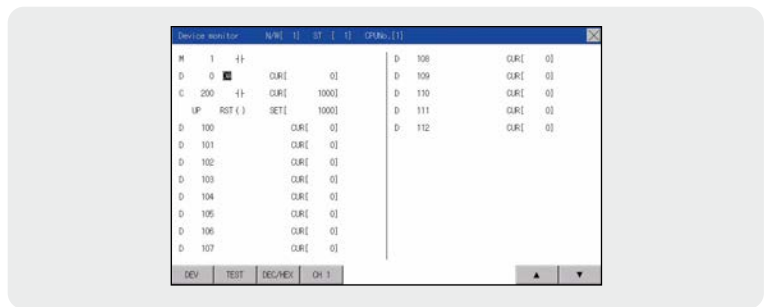 Device monitor N/W[ 1] ST [ 1] CPUNo.[1]
M 1 ┤├
D 0 CUR[ 0]
C 200 ┤├ CUR[ 1000]
UP RST ( ) SET[ 1000]
D 100 CUR[ 0]
D 101 CUR[ 0]
D 102 CUR[ 0]
D 103 CUR[ 0]
D 104 CUR[ 0]
D 105 CUR[ 0]
D 106 CUR[ 0]
D 107 CUR[ 0]
D 108 CUR[ 0]
D 109 CUR[ 0]
D 110 CUR[ 0]
D 111 CUR[ 0]
D 112 CUR[ 0]
DEV TEST DEC/HEX CH 1 ▲ ▼